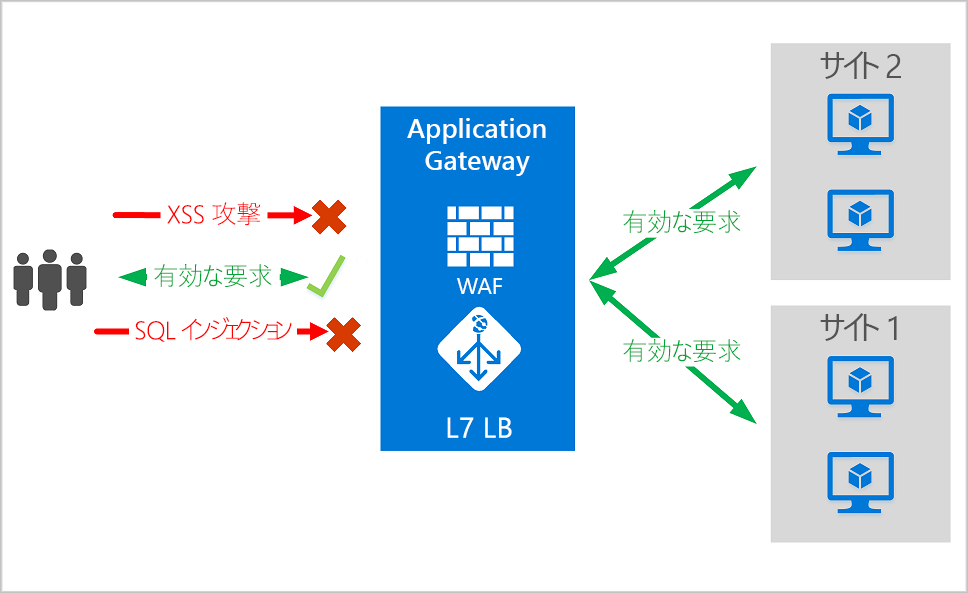 XSS 攻撃
有効な要求
SQL インジェクション
Application
Gateway
WAF
L7 LB
有効な要求
有効な要求
サイト 2
サイト 1